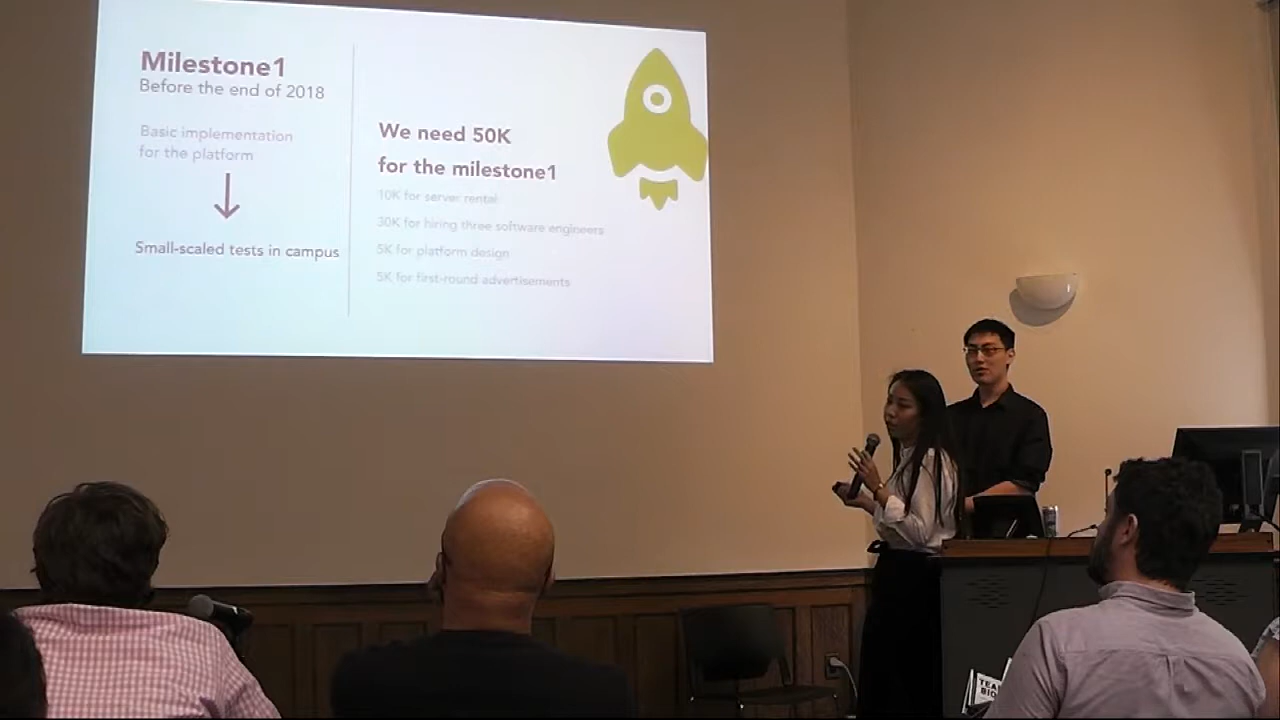 Milestone1
Before the end of 2018
Basic implementation
for the platform
Small-scaled tests in campus
We need 50K
for the milestone1
10K for server rental
30K for hiring three software engineers
5K for platform design
5K for first-round advertisements